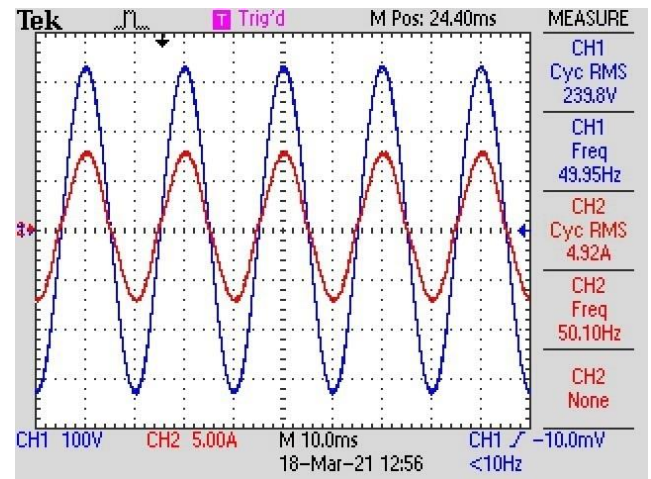 Tek T Trig'd M Pos: 24.40ms MEASURE
CH1
Cyc RMS
239.8V
CH1
Freq
49.95Hz
CH2
Cyc RMS
4.92A
CH2
Freq
50.10Hz
CH2
None
CH1 100V CH2 5.00A M 10.0ms CH1 -10.0mV
18-Mar-21 12:56 <10Hz